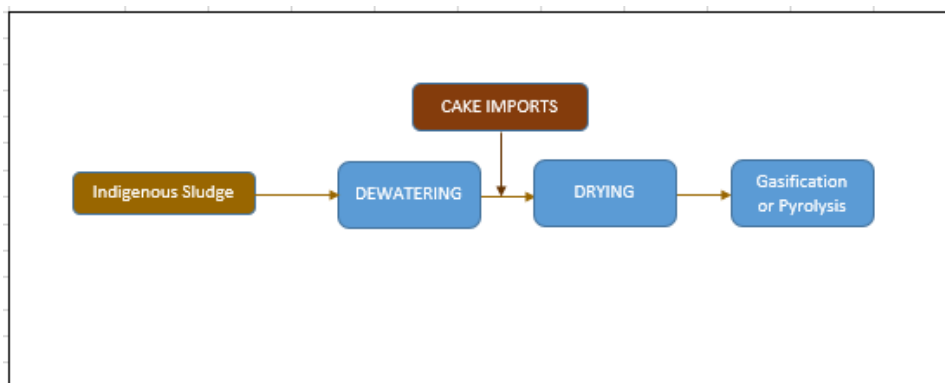 CAKE IMPORTS
Indigenous Sludge
DEWATERING
DRYING
Gasification
or Pyrolysis